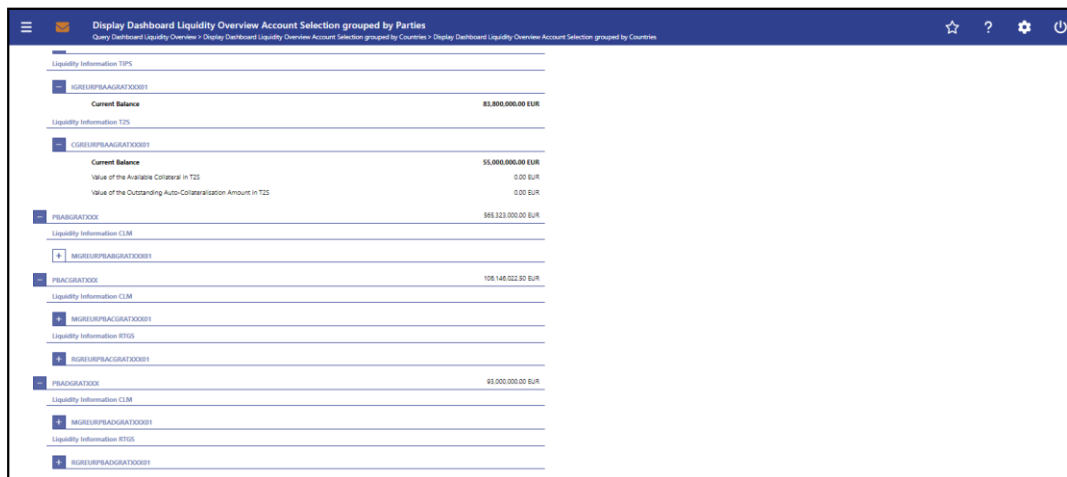 Display Dashboard Liquidity Overview Account Selection grouped by Parties
Query Dashboard Liquidity Overview > Display Dashboard Liquidity Overview Account Selection grouped by Countries > Display Dashboard Liquidity Overview Account Selection grouped by Countries
Liquidity Information TIPS
IGREURPBAAGRATXXX01
Current Balance 83,800,000.00 EUR
Liquidity Information T2S
CGREURPBAAGRATXXX01
Current Balance 55,000,000.00 EUR
Value of the Available Collateral in T2S 0.00 EUR
Value of the Outstanding Auto-Collateralisation Amount in T2S 0.00 EUR
PBABGRATXXX 565,323,000.00 EUR
Liquidity Information CLM
MGREURPBABGRATXXX01
PBACGRATXXX 106,146,022.50 EUR
Liquidity Information CLM
MGREURPBACGRATXXX01
Liquidity Information RTGS
RGREURPBACGRATXXX01
PBADGRATXXX 93,000,000.00 EUR
Liquidity Information CLM
MGREURPBADGRATXXX01
Liquidity Information RTGS
RGREURPBADGRATXXX01